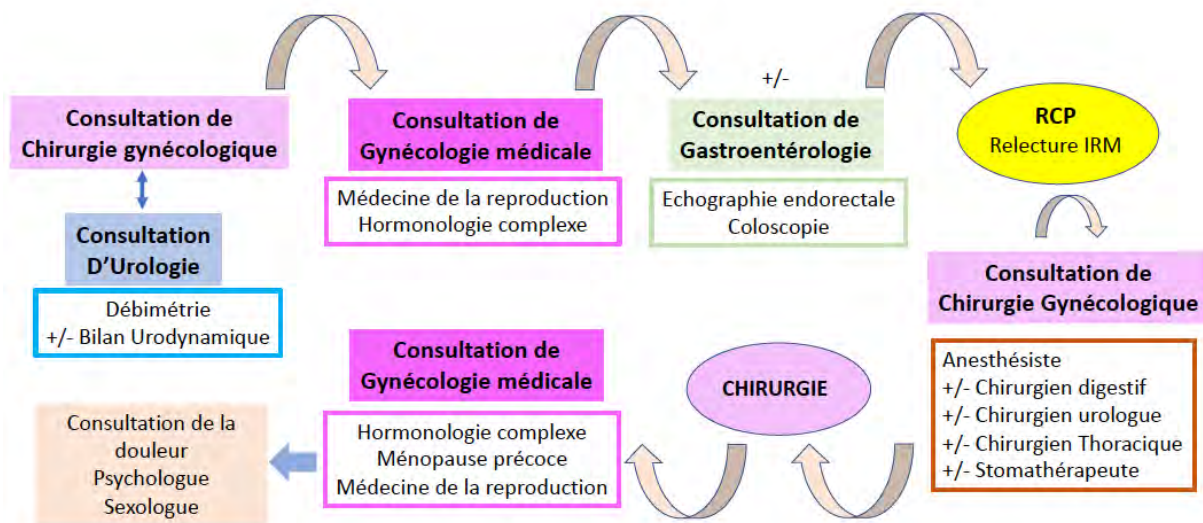 Consultation de
Chirurgie gynécologique
Consultation
D'Urologie
Débimétrie
+/- Bilan Urodynamique
Consultation de
Gynécologie médicale
Médecine de la reproduction
Hormonologie complexe
+/-
Consultation de
Gastroentérologie
Echographie endorectale
Coloscopie
RCP
Relecture IRM
Consultation de
Chirurgie Gynécologique
Anesthésiste
+/- Chirurgien digestif
+/- Chirurgien urologue
+/- Chirurgien Thoracique
+/- Stomathérapeute
CHIRURGIE
Consultation de
Gynécologie médicale
Hormonologie complexe
Ménopause précoce
Médecine de la reproduction
Consultation de la
douleur
Psychologue
Sexologue